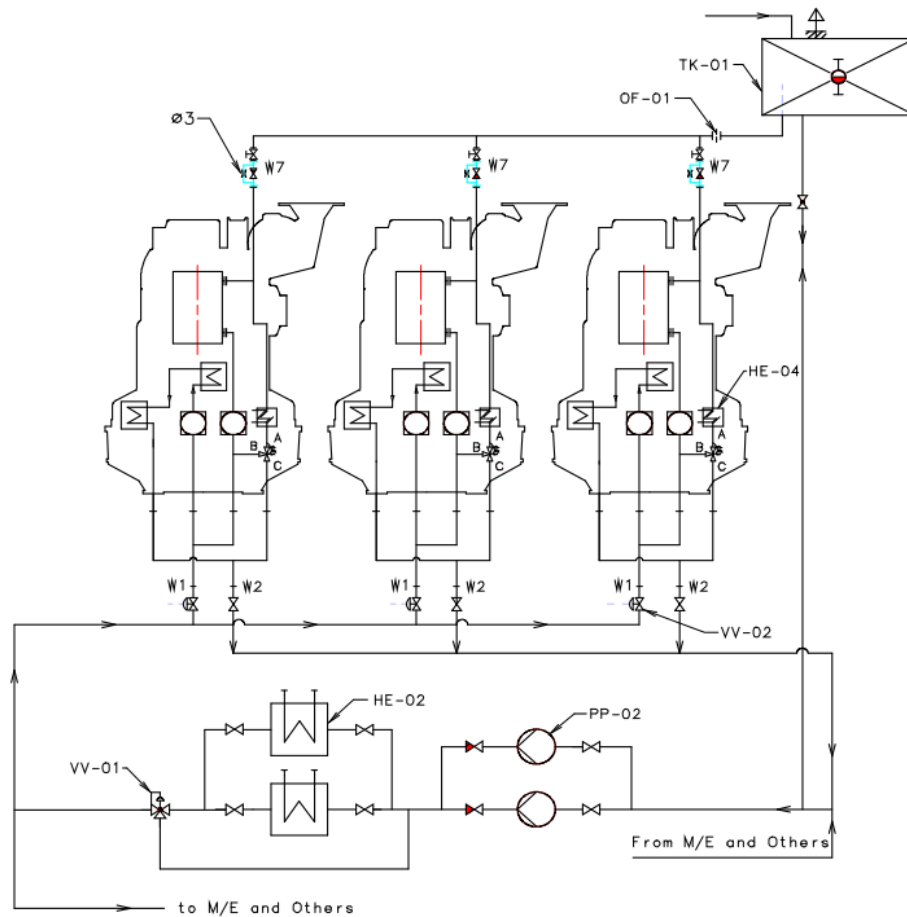 TK-01
OF-01
Ø3
W7
W7
W7
HE-04
A
A
A
B
B
B
C
C
C
W1
W2
W1
W2
W1
W2
VV-02
HE-02
PP-02
VV-01
From M/E and Others
to M/E and Others